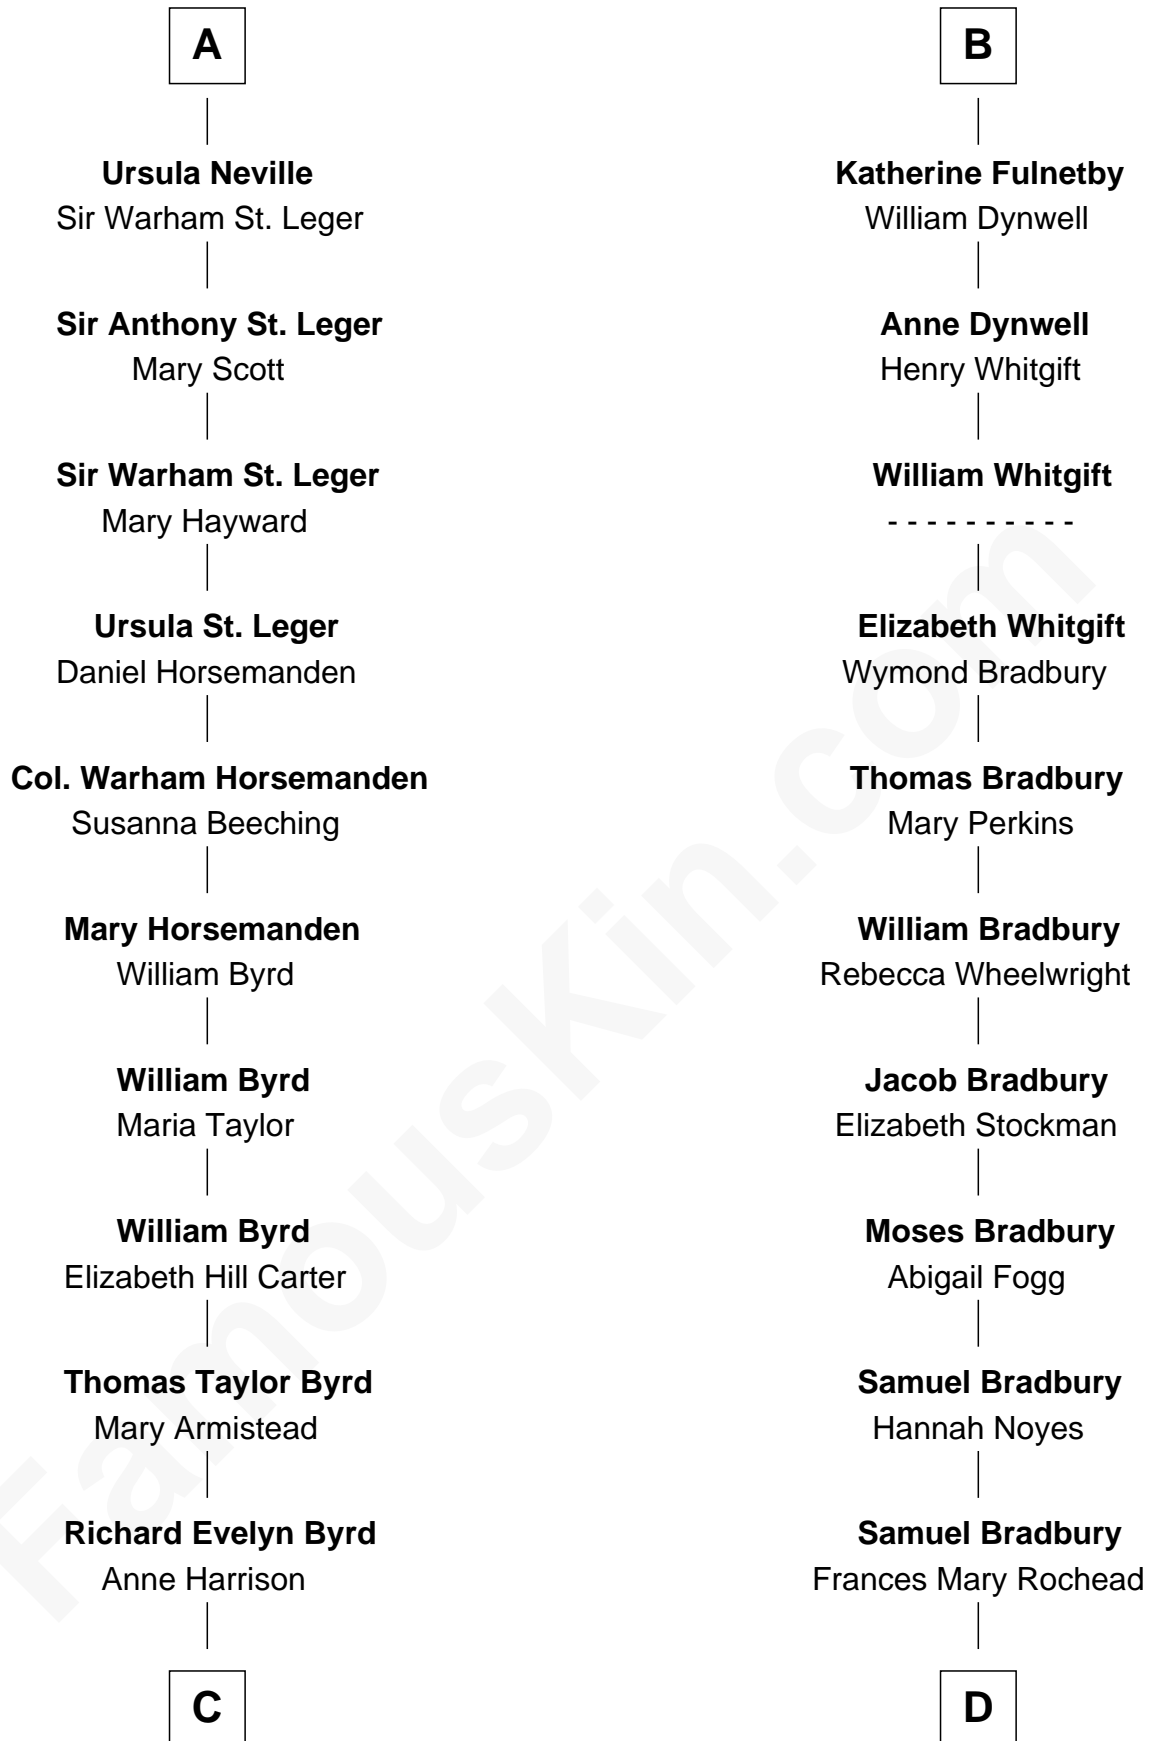 A
Ursula Neville
Sir Warham St. Leger
Sir Anthony St. Leger
Mary Scott
Sir Warham St. Leger
Mary Hayward
Ursula St. Leger
Daniel Horsemanden
Col. Warham Horsemanden
Susanna Beeching
Mary Horsemanden
William Byrd
William Byrd
Maria Taylor
William Byrd
Elizabeth Hill Carter
Thomas Taylor Byrd
Mary Armistead
Richard Evelyn Byrd
Anne Harrison
C
B
Katherine Fulnetby
William Dynwell
Anne Dynwell
Henry Whitgift
William Whitgift
- - - - - - - - - -
Elizabeth Whitgift
Wymond Bradbury
Thomas Bradbury
Mary Perkins
William Bradbury
Rebecca Wheelwright
Jacob Bradbury
Elizabeth Stockman
Moses Bradbury
Abigail Fogg
Samuel Bradbury
Hannah Noyes
Samuel Bradbury
Frances Mary Rochead
D
FamousKin.com